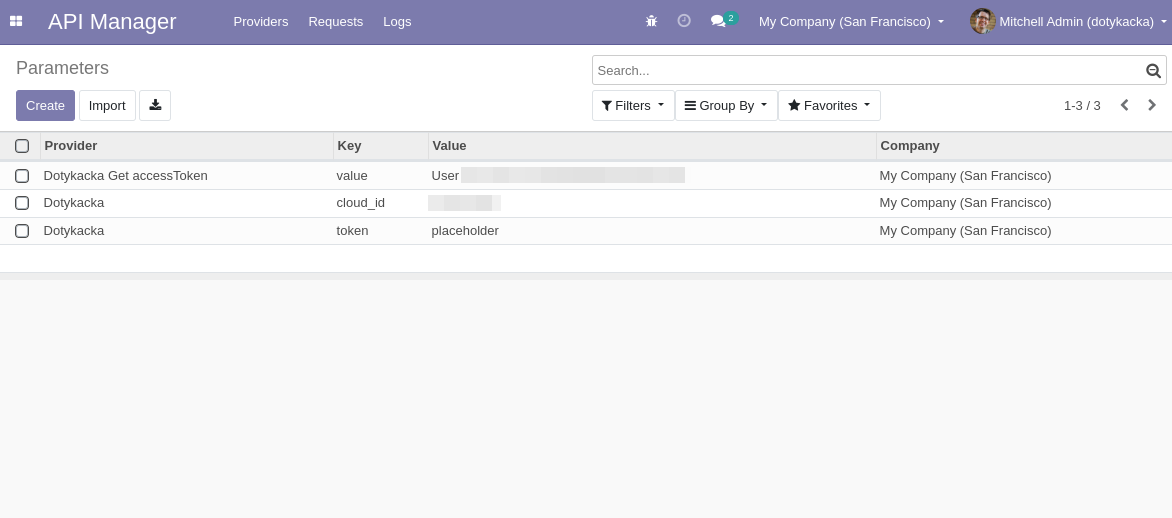 API Manager Providers Requests Logs 2 My Company (San Francisco) Mitchell Admin (dotykacka)
Parameters
Search...
Create Import Filters Group By Favorites 1-3 / 3
Provider Key Value Company
Dotykacka Get accessToken value User My Company (San Francisco)
Dotykacka cloud_id My Company (San Francisco)
Dotykacka token placeholder My Company (San Francisco)